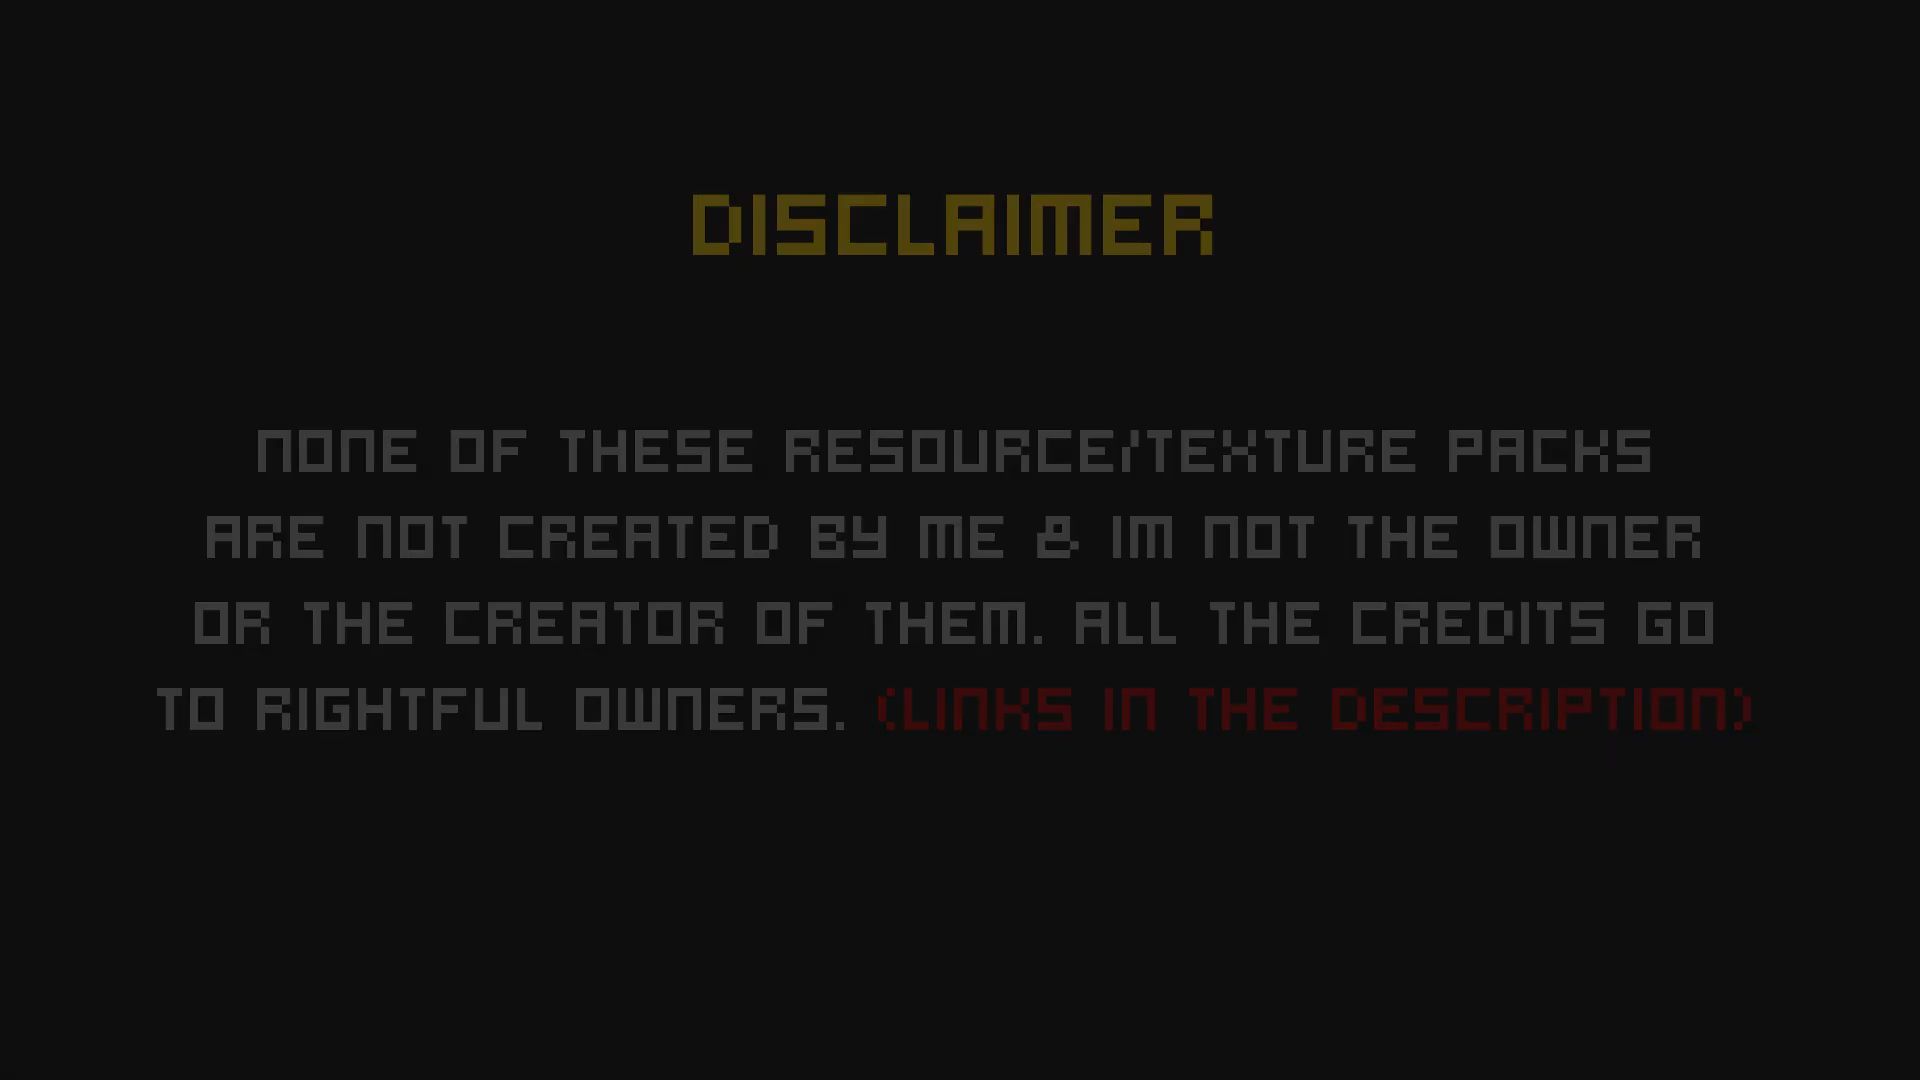 DISCLAIMER
NONE OF THESE RESOURCE/TEXTURE PACKS
ARE NOT CREATED BY ME & IM NOT THE OWNER
OR THE CREATOR OF THEM. ALL THE CREDITS GO
TO RIGHTFUL OWNERS. (LINKS IN THE DESCRIPTION)